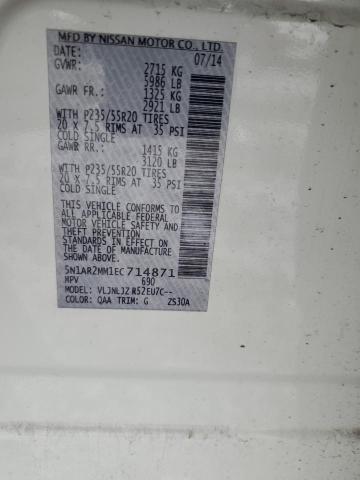 MFD BY NISSAN MOTOR CO., LTD.
DATE: 07/14
GVWR: 2715 KG
5986 LB
GAWR FR: 1325 KG
2921 LB
WITH P235/55R20 TIRES
20 X 7.5 RIMS AT 35 PSI
COLD SINGLE
GAWR RR: 1415 KG
3120 LB
WITH P235/55R20 TIRES
20 X 7.5 RIMS AT 35 PSI
COLD SINGLE
THIS VEHICLE CONFORMS TO
ALL APPLICABLE FEDERAL
MOTOR VEHICLE SAFETY
AND THEFT PREVENTION
STANDARDS IN EFFECT ON
THE DATE OF MANUFACTURE
SHOWN ABOVE.
5N1AR2MM1EC714871
MPV 690
MODEL:
COLOR: QAA TRIM: G ZS30A